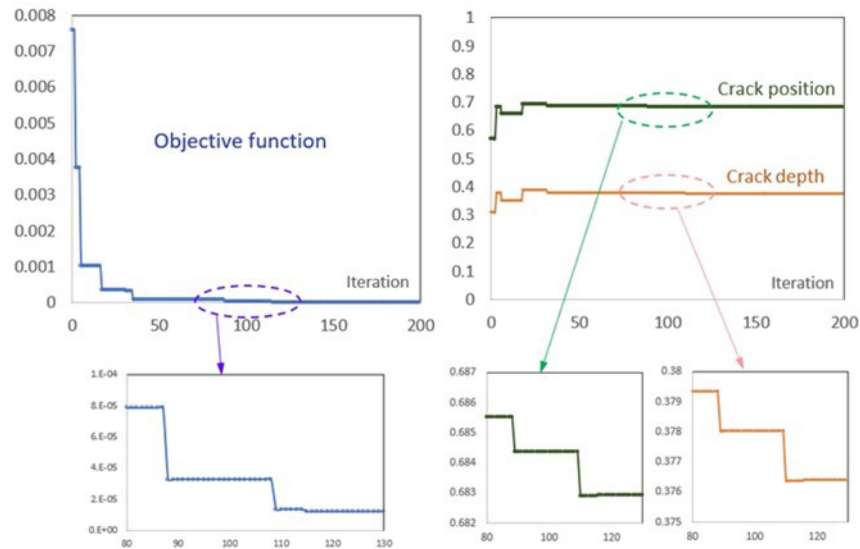 0.008
0.007
0.006
0.005
0.004
0.003
0.002
0.001
0
Objective function
Iteration
0 50 100 150 200
1
0.9
0.8
0.7
0.6
0.5
0.4
0.3
0.2
0.1
0
Crack position
Crack depth
Iteration
0 50 100 150 200
1.E-04
8.E-05
6.E-05
4.E-05
2.E-05
0.E+00
80 90 100 110 120 130
0.687
0.686
0.685
0.684
0.683
0.682
80 100 120
0.38
0.379
0.378
0.377
0.376
0.375
80 100 120